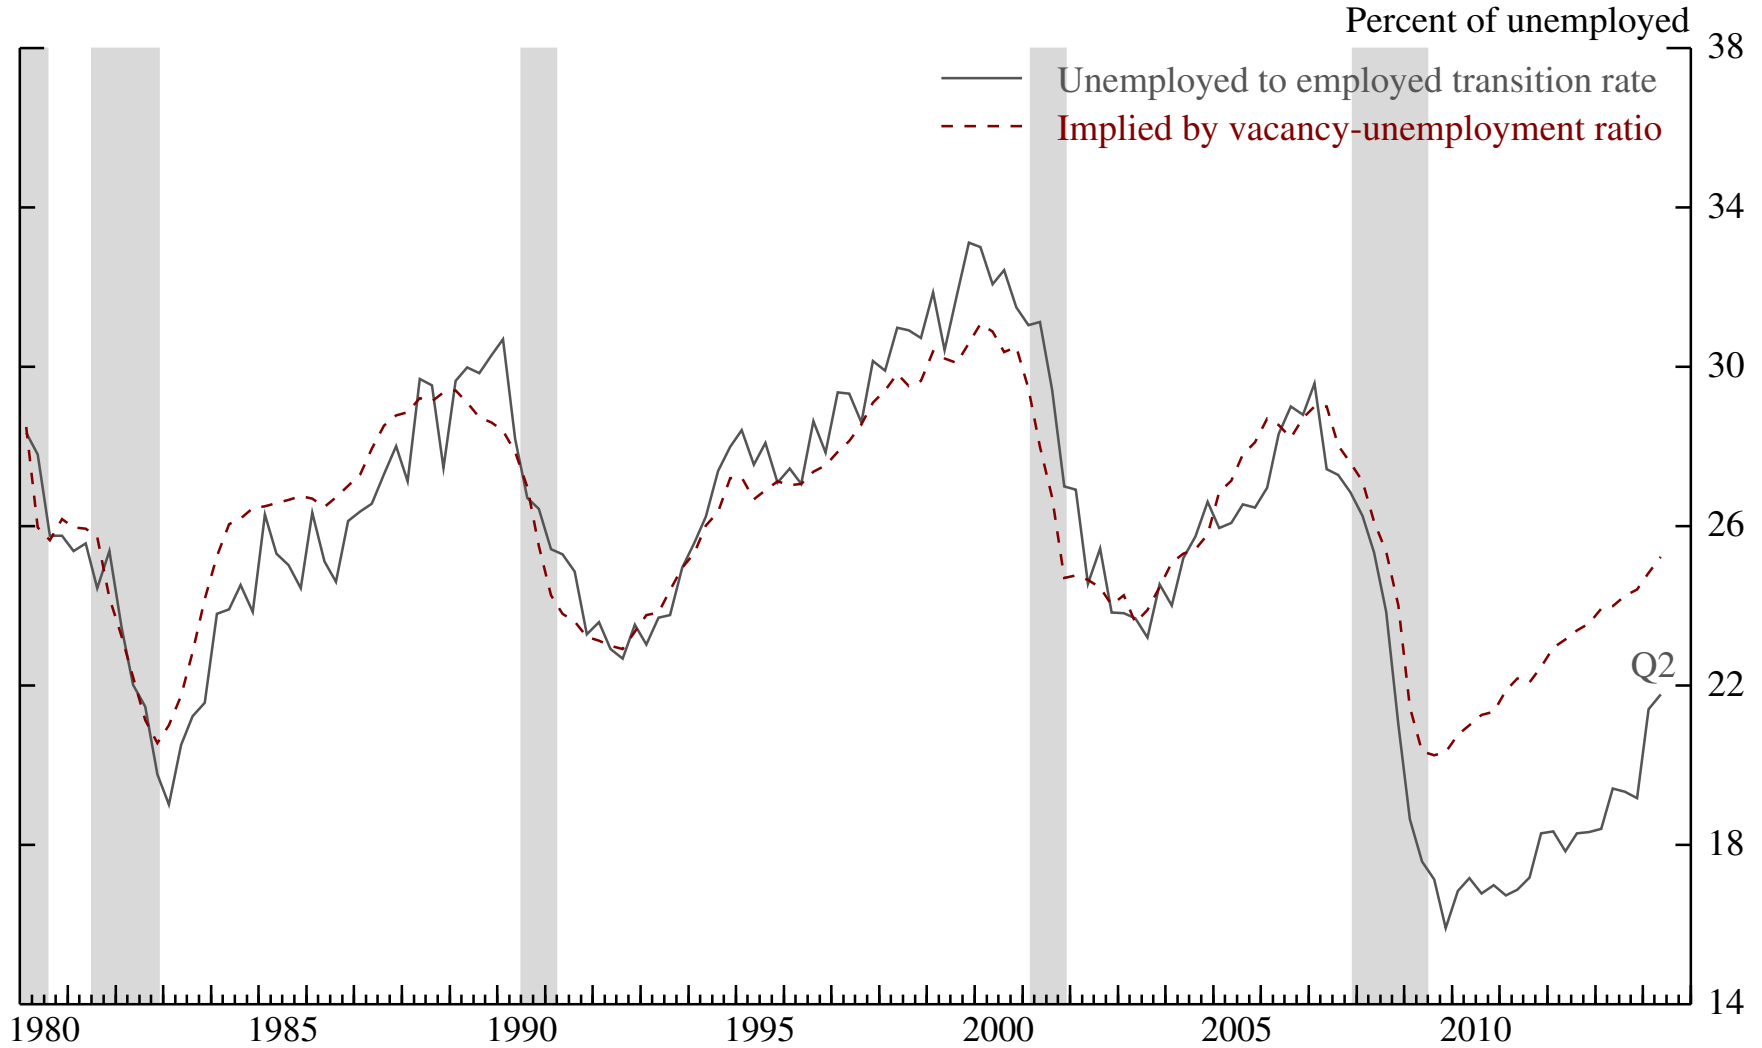 Percent of unemployed
38
Unemployed to employed transition rate
Implied by vacancy-unemployment ratio
34
30
26
Q2
22
18
14
1980 1985 1990 1995 2000 2005 2010